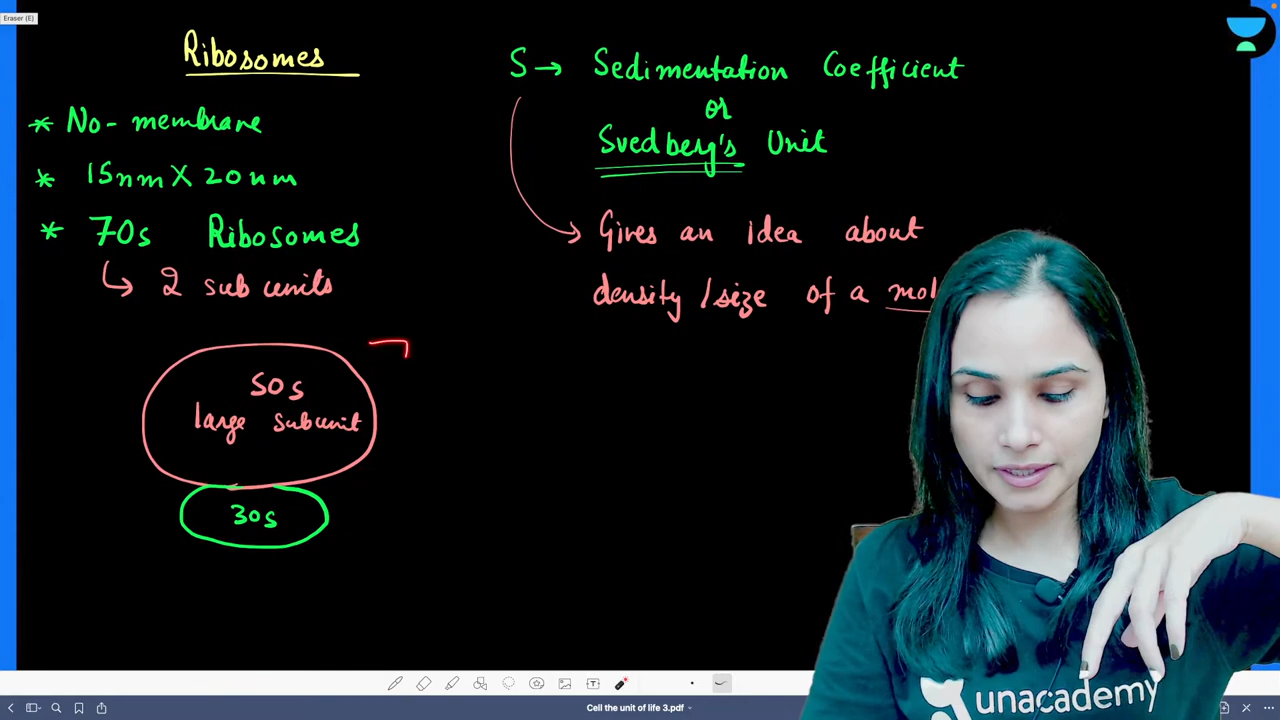 Eraser (E)
Ribosomes
* No-membrane
* 15nm X 20nm
* 70s Ribosomes
↳ 2 sub units
50s
large subunit
30s
S → Sedimentation Coefficient
or
Svedberg's Unit
→ Gives an idea about
density/size of a
unacademy
Cell the unit of life 3.pdf